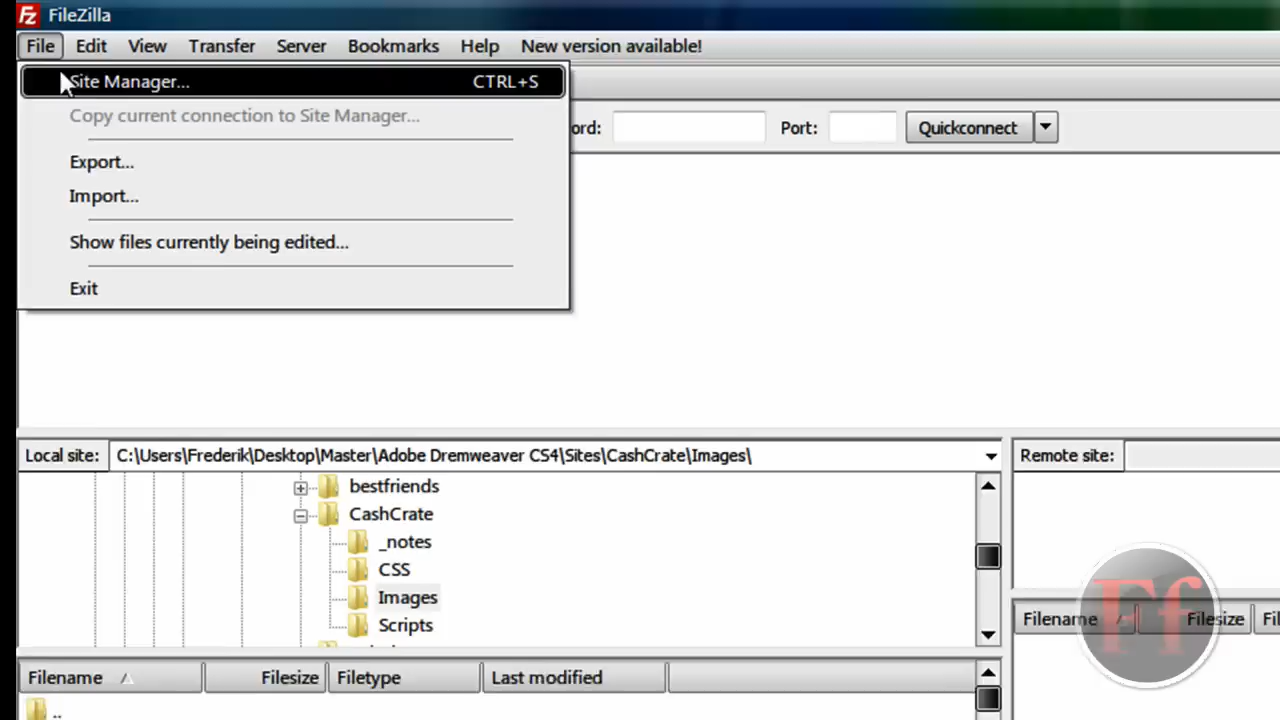 Fz FileZilla
File Edit View Transfer Server Bookmarks Help New version available!
Site Manager... CTRL+S
Copy current connection to Site Manager...
ord: Port: Quickconnect
Export...
Import...
Show files currently being edited...
Exit
Local site: C:\Users\Frederik\Desktop\Master\Adobe Dremweaver CS4\Sites\CashCrate\Images\ Remote site:
bestfriends
CashCrate
_notes
CSS
Images
Scripts
Filename Filesize Fi
Ff
Filename Filesize Filetype Last modified
..